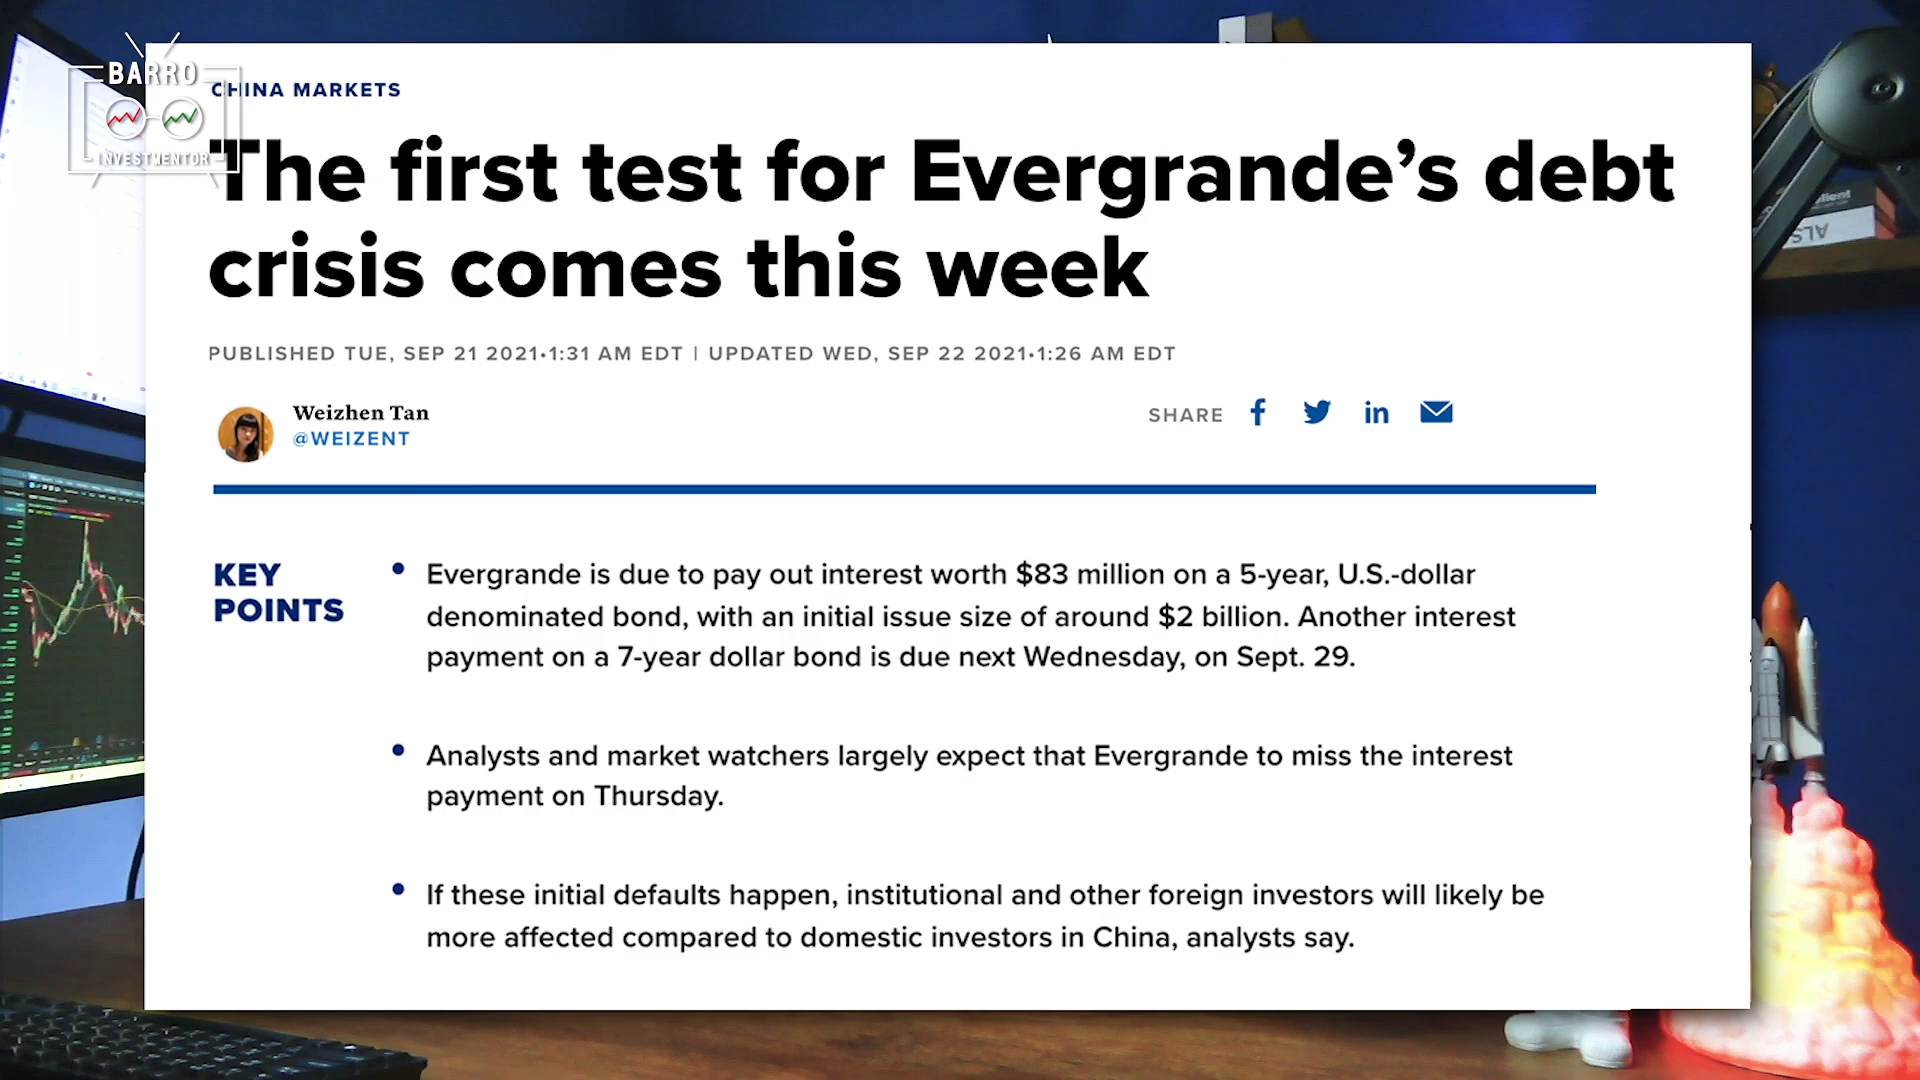 BARRO
INVESTMENTOR
CHINA MARKETS
The first test for Evergrande’s debt
crisis comes this week
PUBLISHED TUE, SEP 21 2021•1:31 AM EDT | UPDATED WED, SEP 22 2021•1:26 AM EDT
Weizhen Tan
@WEIZENT
SHARE
KEY
POINTS
• Evergrande is due to pay out interest worth $83 million on a 5-year, U.S.-dollar
denominated bond, with an initial issue size of around $2 billion. Another interest
payment on a 7-year dollar bond is due next Wednesday, on Sept. 29.
• Analysts and market watchers largely expect that Evergrande to miss the interest
payment on Thursday.
• If these initial defaults happen, institutional and other foreign investors will likely be
more affected compared to domestic investors in China, analysts say.